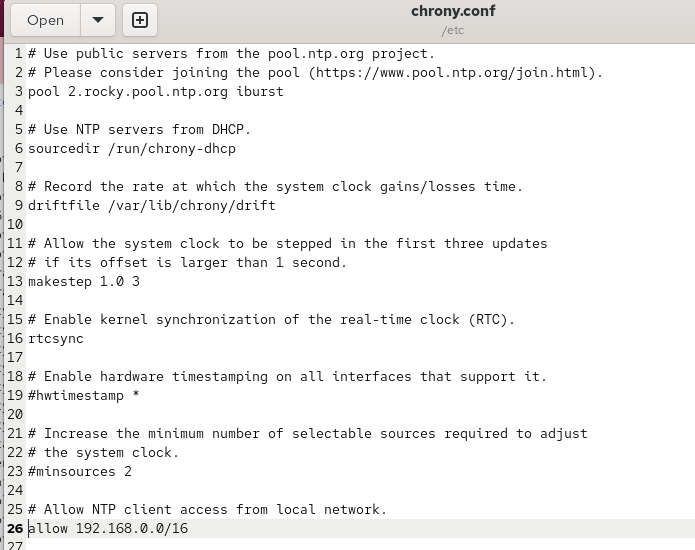 Open
chrony.conf
/etc
1 # Use public servers from the pool.ntp.org project.
2 # Please consider joining the pool (https://www.pool.ntp.org/join.html).
3 pool 2.rocky.pool.ntp.org iburst
4
5 # Use NTP servers from DHCP.
6 sourcedir /run/chrony-dhcp
7
8 # Record the rate at which the system clock gains/losses time.
9 driftfile /var/lib/chrony/drift
10
11 # Allow the system clock to be stepped in the first three updates
12 # if its offset is larger than 1 second.
13 makestep 1.0 3
14
15 # Enable kernel synchronization of the real-time clock (RTC).
16 rtcsync
17
18 # Enable hardware timestamping on all interfaces that support it.
19 #hwtimestamp *
20
21 # Increase the minimum number of selectable sources required to adjust
22 # the system clock.
23 #minsources 2
24
25 # Allow NTP client access from local network.
26 allow 192.168.0.0/16
27